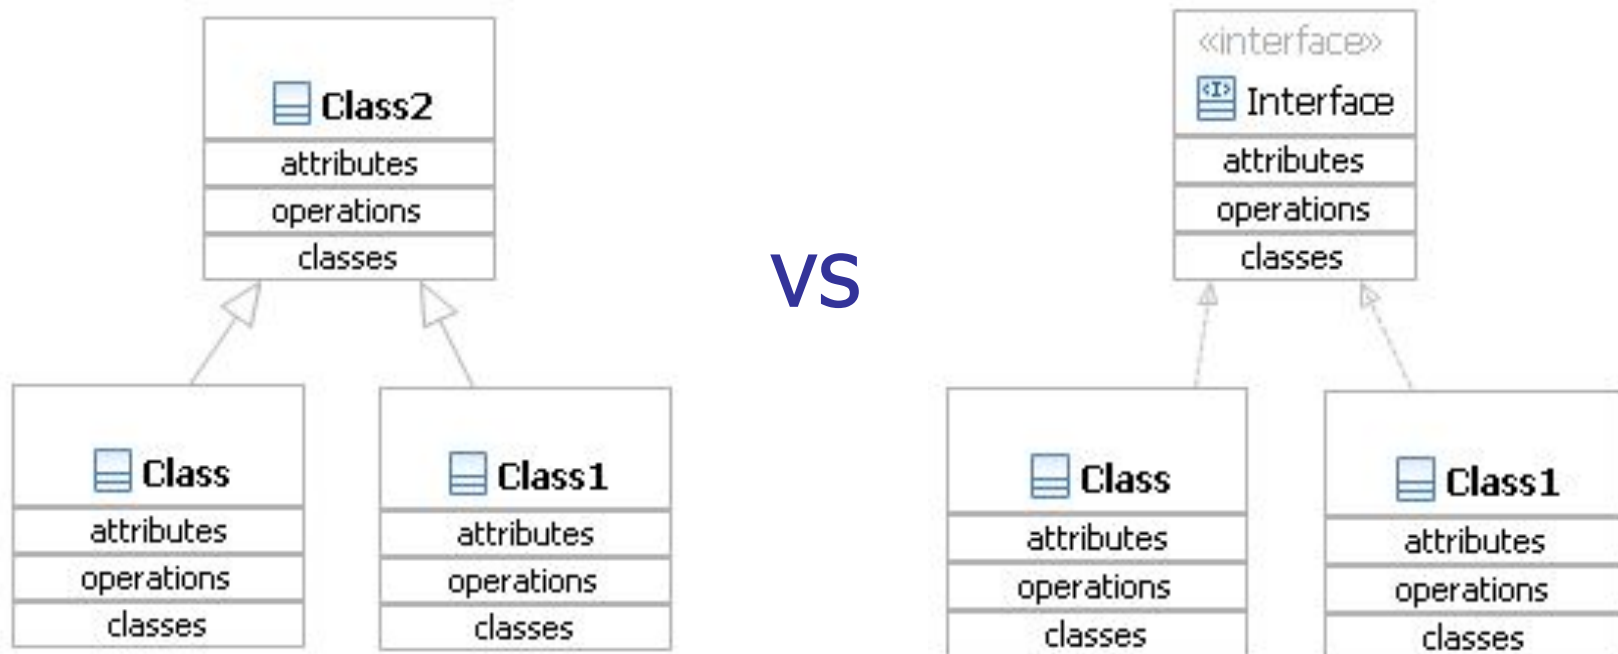 Class2
attributes
operations
classes
Class
attributes
operations
classes
Class1
attributes
operations
classes
vs
«interface»
<I> Interface
attributes
operations
classes
Class
attributes
operations
classes
Class1
attributes
operations
classes